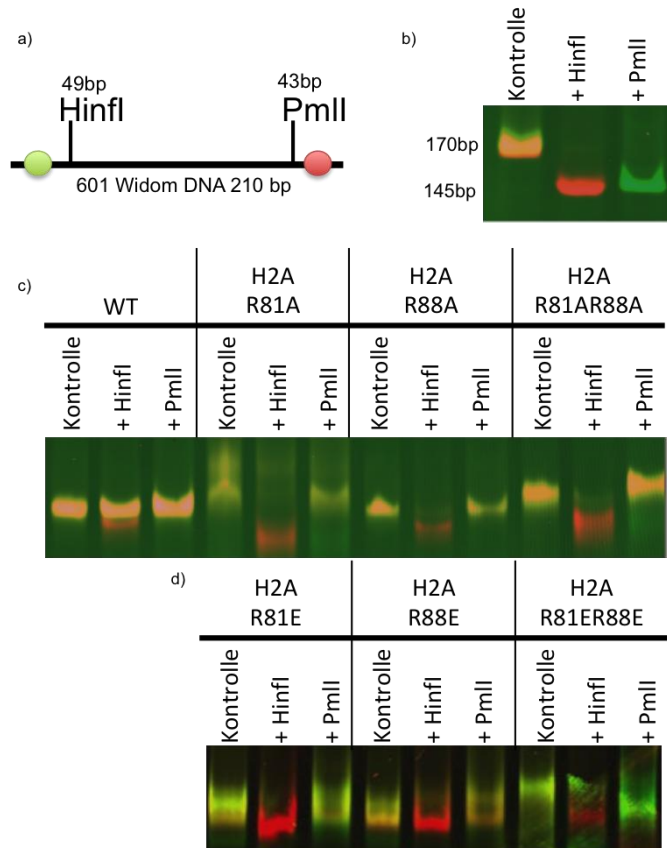 a)
49bp
HinfI
43bp
PmlI
601 Widom DNA 210 bp
b)
Kontrolle
+ HinfI
+ PmlI
170bp
145bp
c)
WT
H2A
R81A
H2A
R88A
H2A
R81AR88A
Kontrolle
+ HinfI
+ PmlI
Kontrolle
+ HinfI
+ PmlI
Kontrolle
+ HinfI
+ PmlI
Kontrolle
+ HinfI
+ PmlI
d)
H2A
R81E
H2A
R88E
H2A
R81ER88E
Kontrolle
+ HinfI
+ PmlI
Kontrolle
+ HinfI
+ PmlI
Kontrolle
+ HinfI
+ PmlI